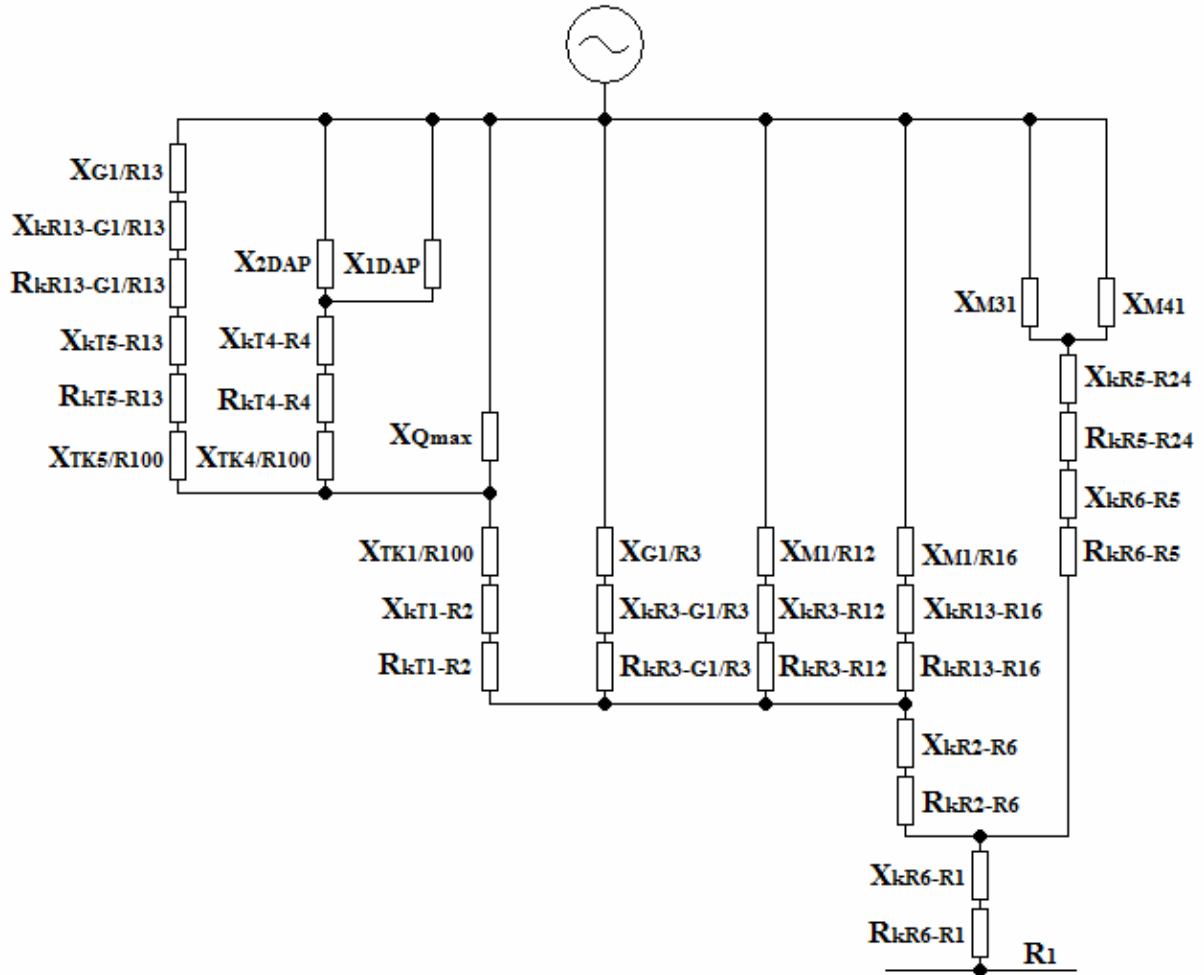 XG1/R13
XkR13-G1/R13
RkR13-G1/R13
XkT5-R13
RkT5-R13
XTK5/R100
X2DAP
X1DAP
XkT4-R4
RkT4-R4
XTK4/R100
XQmax
XTK1/R100
XkT1-R2
RkT1-R2
XG1/R3
XkR3-G1/R3
RkR3-G1/R3
XM1/R12
XkR3-R12
RkR3-R12
XM1/R16
XkR13-R16
RkR13-R16
XM31
XM41
XkR5-R24
RkR5-R24
XkR6-R5
RkR6-R5
XkR2-R6
RkR2-R6
XkR6-R1
RkR6-R1
R1